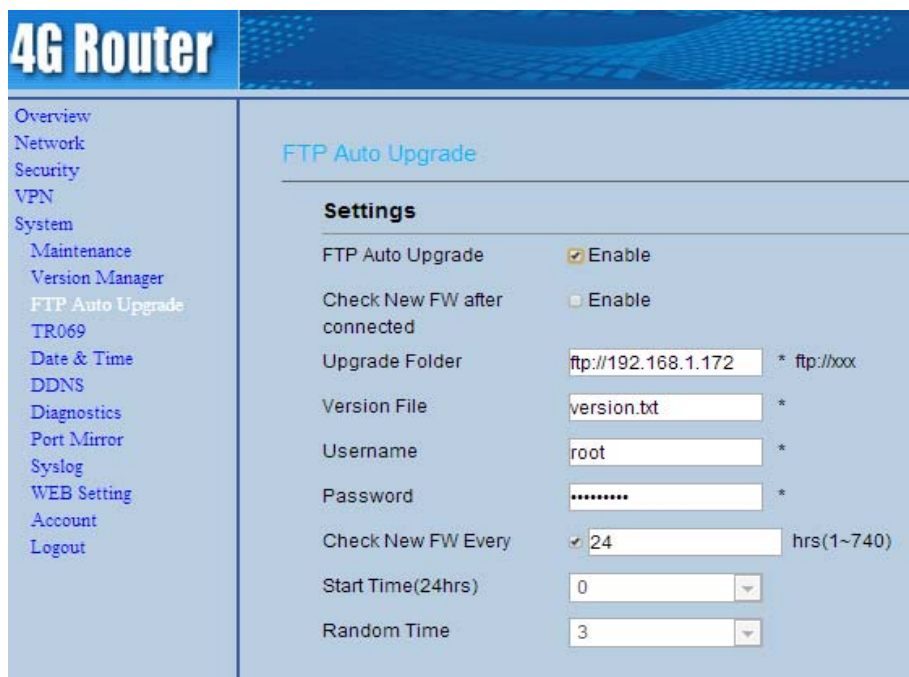 4G Router
Overview
Network
Security
VPN
System
Maintenance
Version Manager
FTP Auto Upgrade
TR069
Date & Time
DDNS
Diagnostics
Port Mirror
Syslog
WEB Setting
Account
Logout
FTP Auto Upgrade
Settings
FTP Auto Upgrade Enable
Check New FW after Enable
connected
Upgrade Folder ftp://192.168.1.172 * ftp://xxx
Version File version.txt *
Username root *
Password ••••••••• *
Check New FW Every 24 hrs(1~740)
Start Time(24hrs) 0
Random Time 3